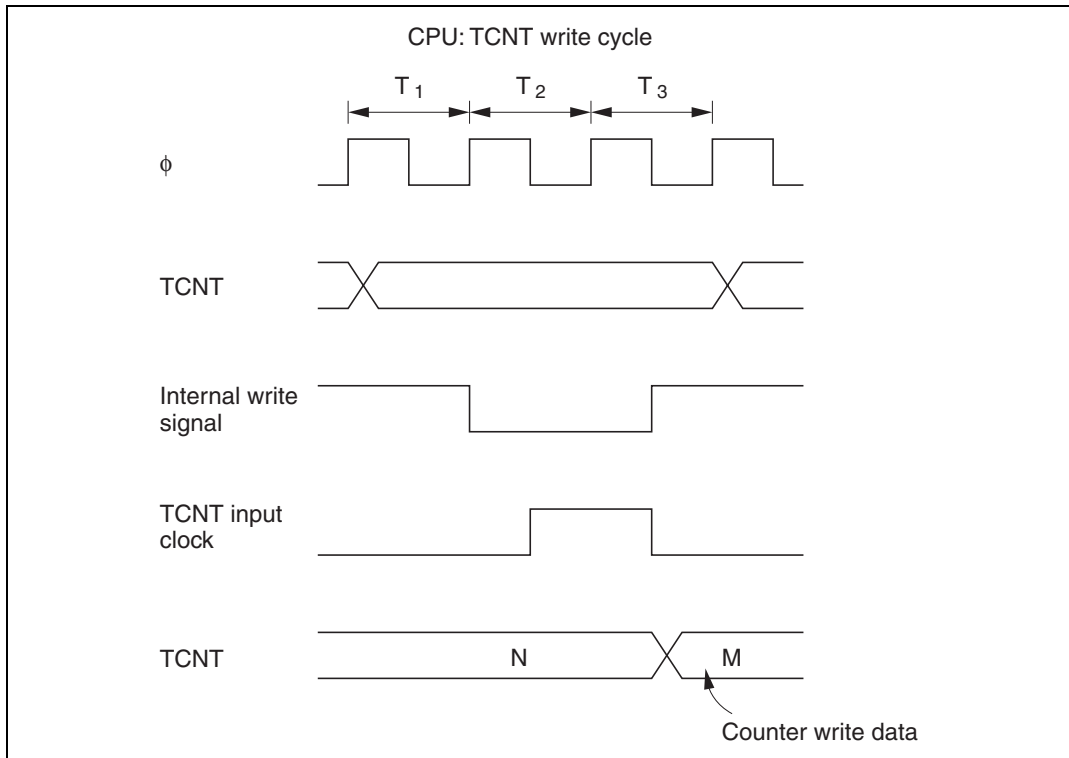 CPU: TCNT write cycle
T1 T2 T3
ϕ
TCNT
Internal write
signal
TCNT input
clock
TCNT N M
Counter write data